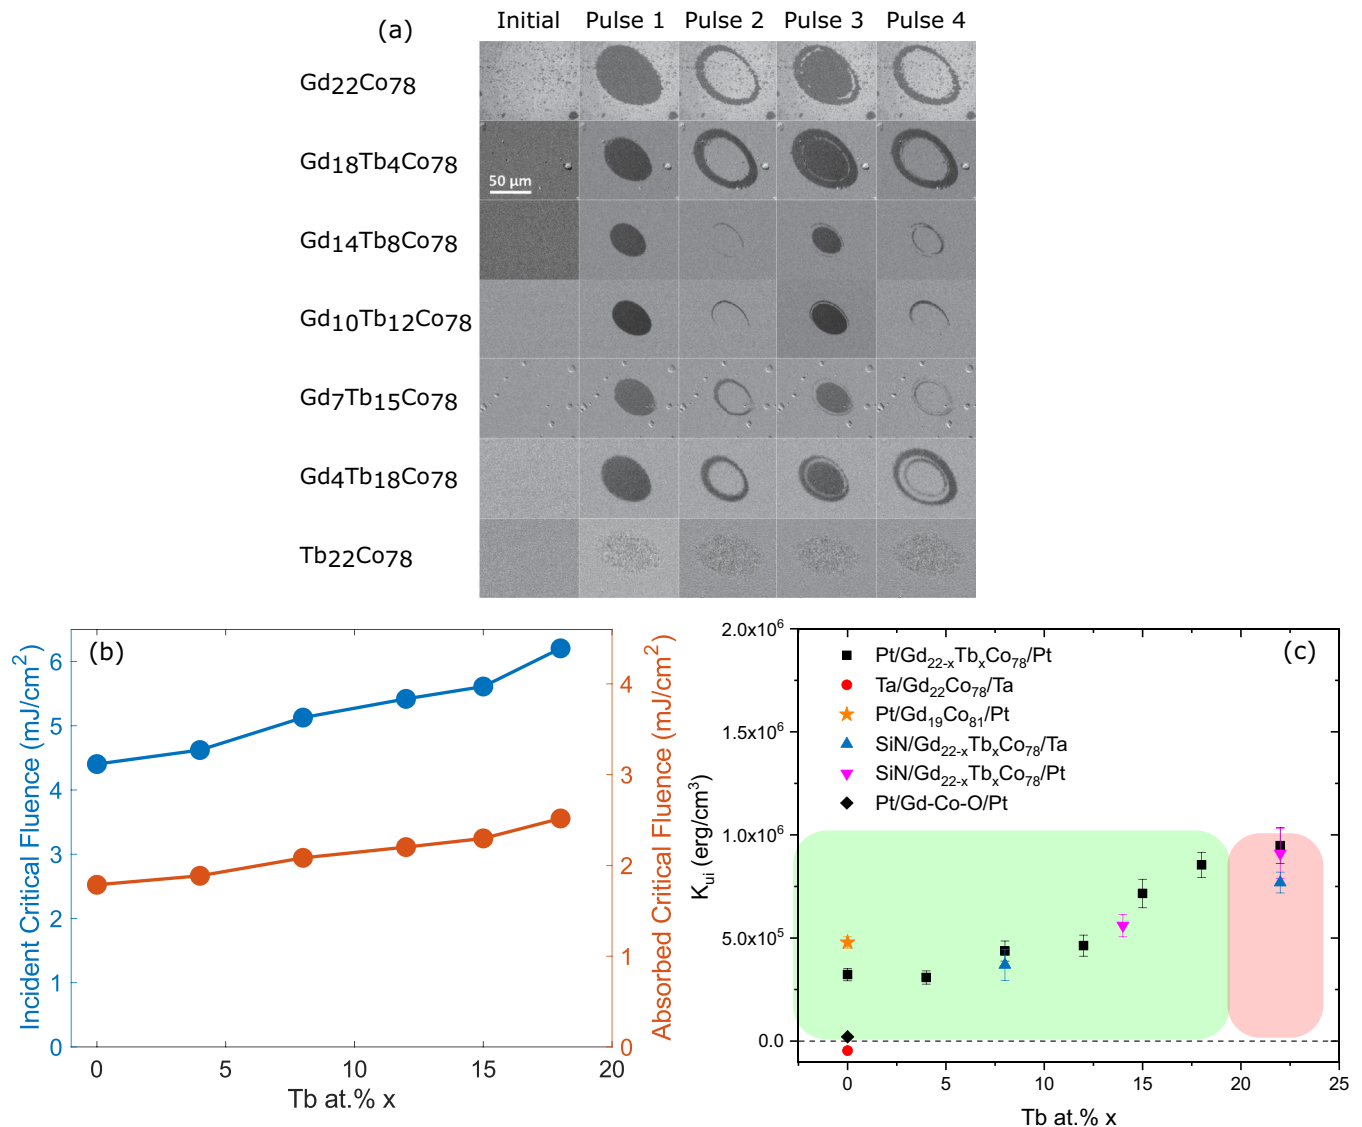 (a) Initial Pulse 1 Pulse 2 Pulse 3 Pulse 4
Gd22Co78
Gd18Tb4Co78
50 µm
Gd14Tb8Co78
Gd10Tb12Co78
Gd7Tb15Co78
Gd4Tb18Co78
Tb22Co78
(b)
Incident Critical Fluence (mJ/cm²)
6
5
4
3
2
1
0
Absorbed Critical Fluence (mJ/cm²)
4
3
2
1
0
0 5 10 15 20
Tb at.% x
(c)
K_ui (erg/cm³)
2.0x10⁶
1.5x10⁶
1.0x10⁶
5.0x10⁵
0.0
Pt/Gd₂₂₋ₓTbₓCo₇₈/Pt
Ta/Gd₂₂Co₇₈/Ta
Pt/Gd₁₉Co₈₁/Pt
SiN/Gd₂₂₋ₓTbₓCo₇₈/Ta
SiN/Gd₂₂₋ₓTbₓCo₇₈/Pt
Pt/Gd-Co-O/Pt
0 5 10 15 20 25
Tb at.% x